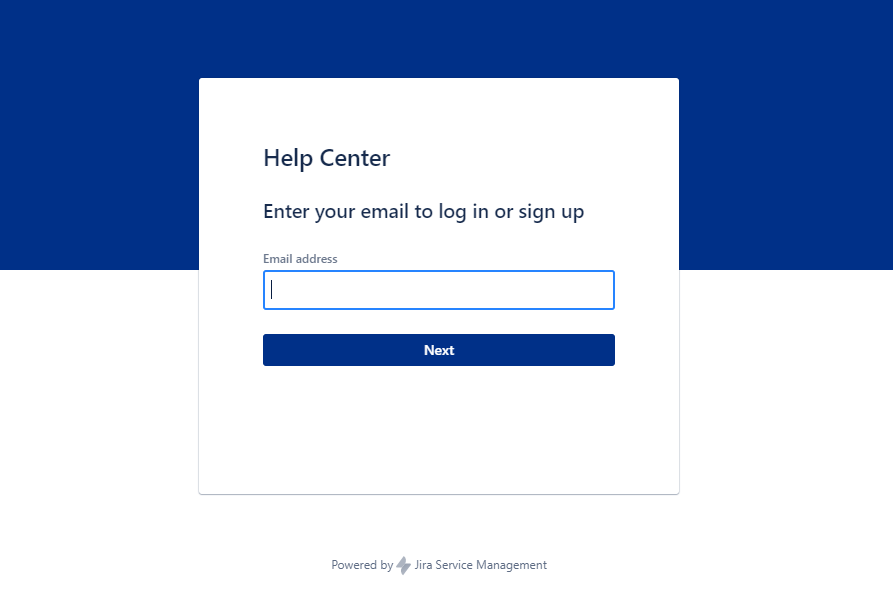 Help Center
Enter your email to log in or sign up
Email address
Next
Powered by Jira Service Management